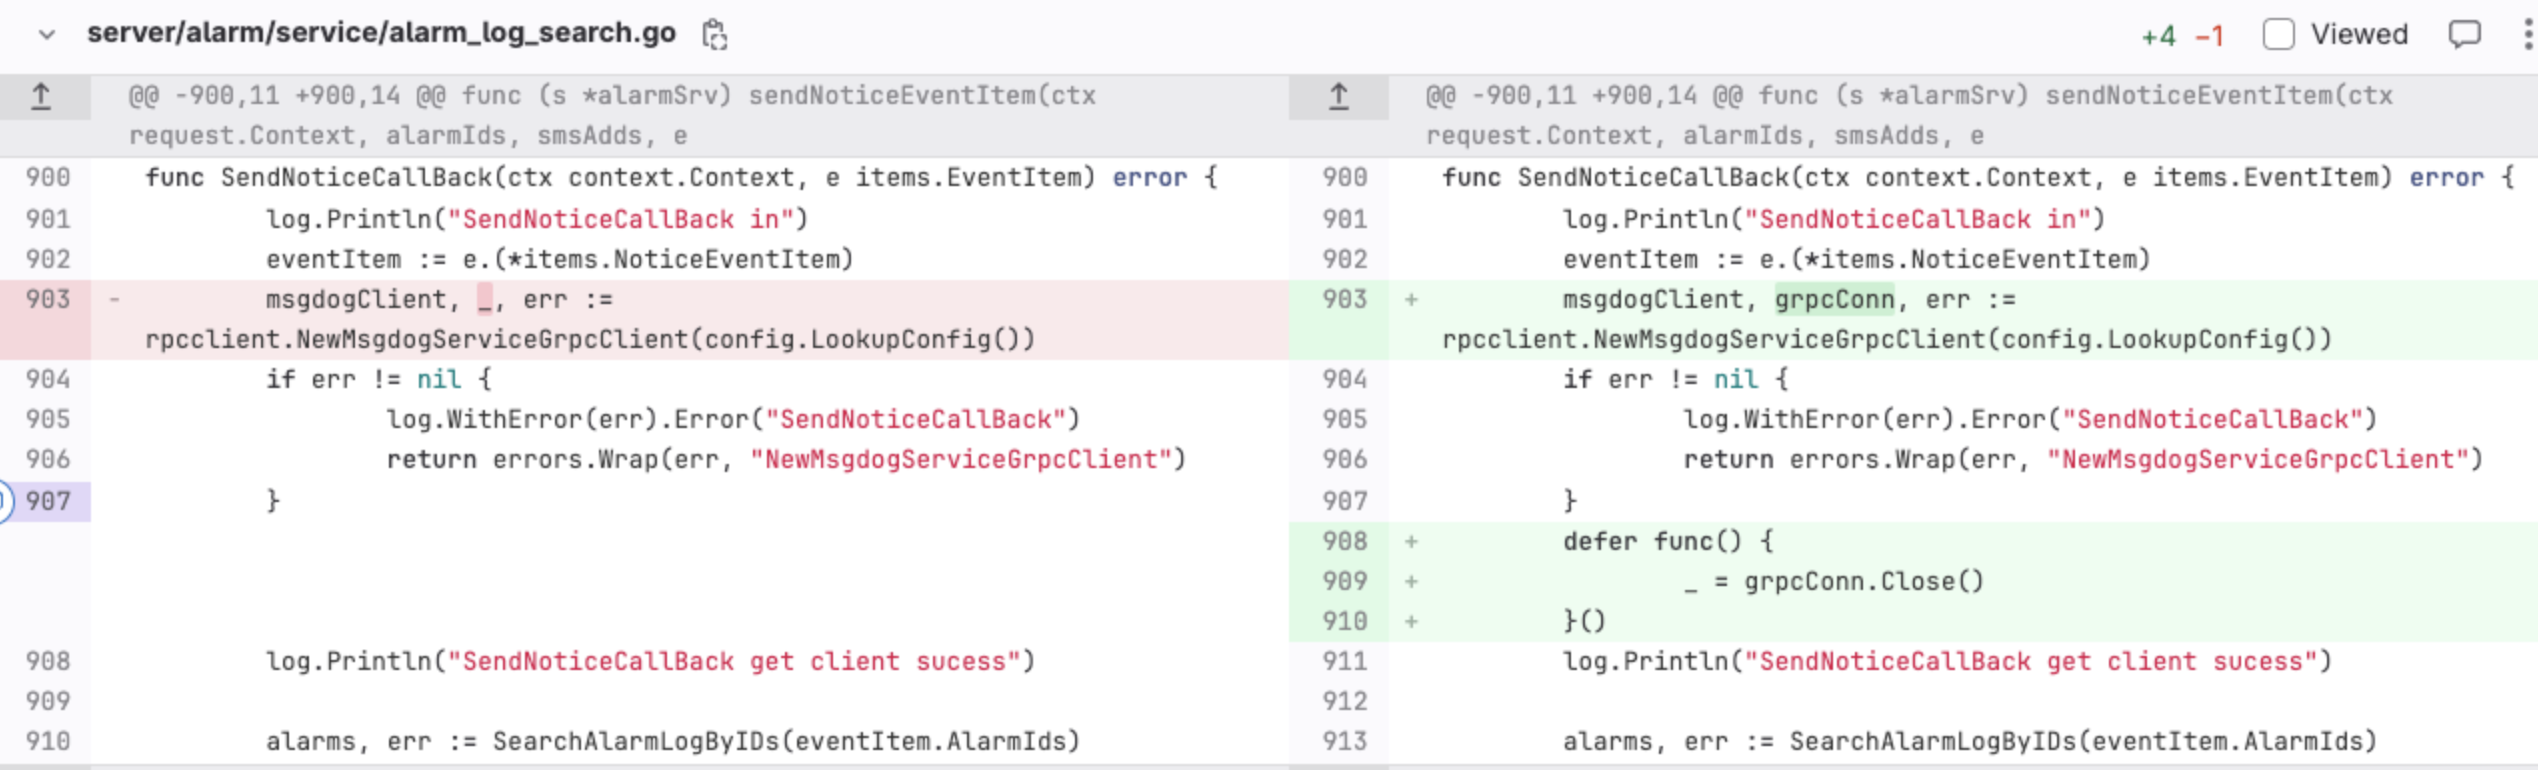 server/alarm/service/alarm_log_search.go
+4 −1 Viewed
@@ -900,11 +900,14 @@ func (s *alarmSrv) sendNoticeEventItem(ctx
request.Context, alarmIds, smsAdds, e
900 func SendNoticeCallBack(ctx context.Context, e items.EventItem) error {
901 log.Println("SendNoticeCallBack in")
902 eventItem := e.(*items.NoticeEventItem)
903 - msgdogClient, _, err :=
rpcclient.NewMsgdogServiceGrpcClient(config.LookupConfig())
904 if err != nil {
905 log.WithError(err).Error("SendNoticeCallBack")
906 return errors.Wrap(err, "NewMsgdogServiceGrpcClient")
907 }
908 log.Println("SendNoticeCallBack get client sucess")
909
910 alarms, err := SearchAlarmLogByIDs(eventItem.AlarmIds)
@@ -900,11 +900,14 @@ func (s *alarmSrv) sendNoticeEventItem(ctx
request.Context, alarmIds, smsAdds, e
900 func SendNoticeCallBack(ctx context.Context, e items.EventItem) error {
901 log.Println("SendNoticeCallBack in")
902 eventItem := e.(*items.NoticeEventItem)
903 + msgdogClient, grpcConn, err :=
rpcclient.NewMsgdogServiceGrpcClient(config.LookupConfig())
904 if err != nil {
905 log.WithError(err).Error("SendNoticeCallBack")
906 return errors.Wrap(err, "NewMsgdogServiceGrpcClient")
907 }
908 + defer func() {
909 + _ = grpcConn.Close()
910 + }()
911 log.Println("SendNoticeCallBack get client sucess")
912
913 alarms, err := SearchAlarmLogByIDs(eventItem.AlarmIds)